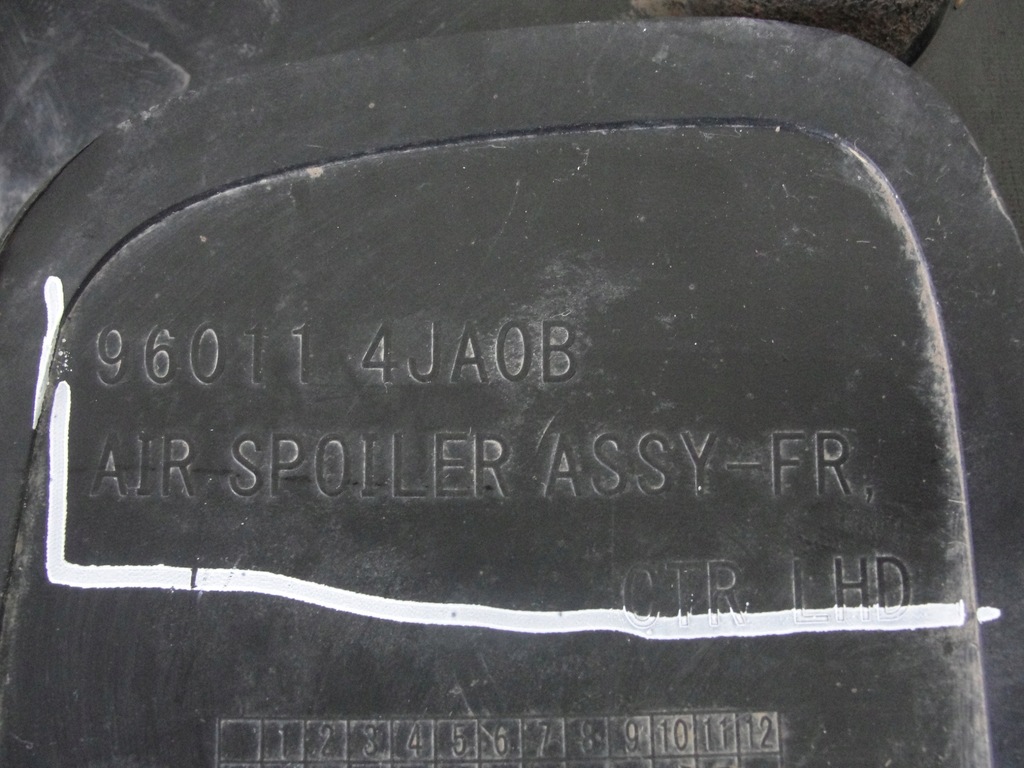 96011 4JA0B
AIR SPOILER ASSY-FR,
CTR LHD
1 2 3 4 5 6 7 8 9 10 11 12